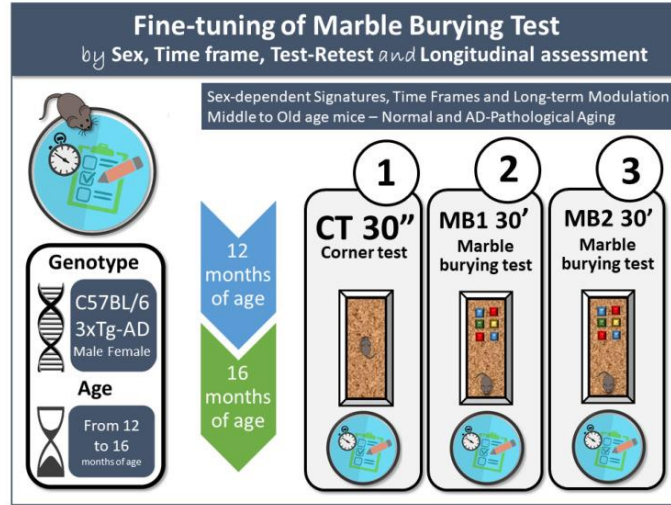 Fine-tuning of Marble Burying Test
by Sex, Time frame, Test-Retest and Longitudinal assessment
Sex-dependent Signatures, Time Frames and Long-term Modulation
Middle to Old age mice – Normal and AD-Pathological Aging
Genotype
C57BL/6
3xTg-AD
Male Female
Age
From 12
to 16
months of age
12
months
of age
16
months
of age
1
CT 30”
Corner test
2
MB1 30’
Marble
burying test
3
MB2 30’
Marble
burying test